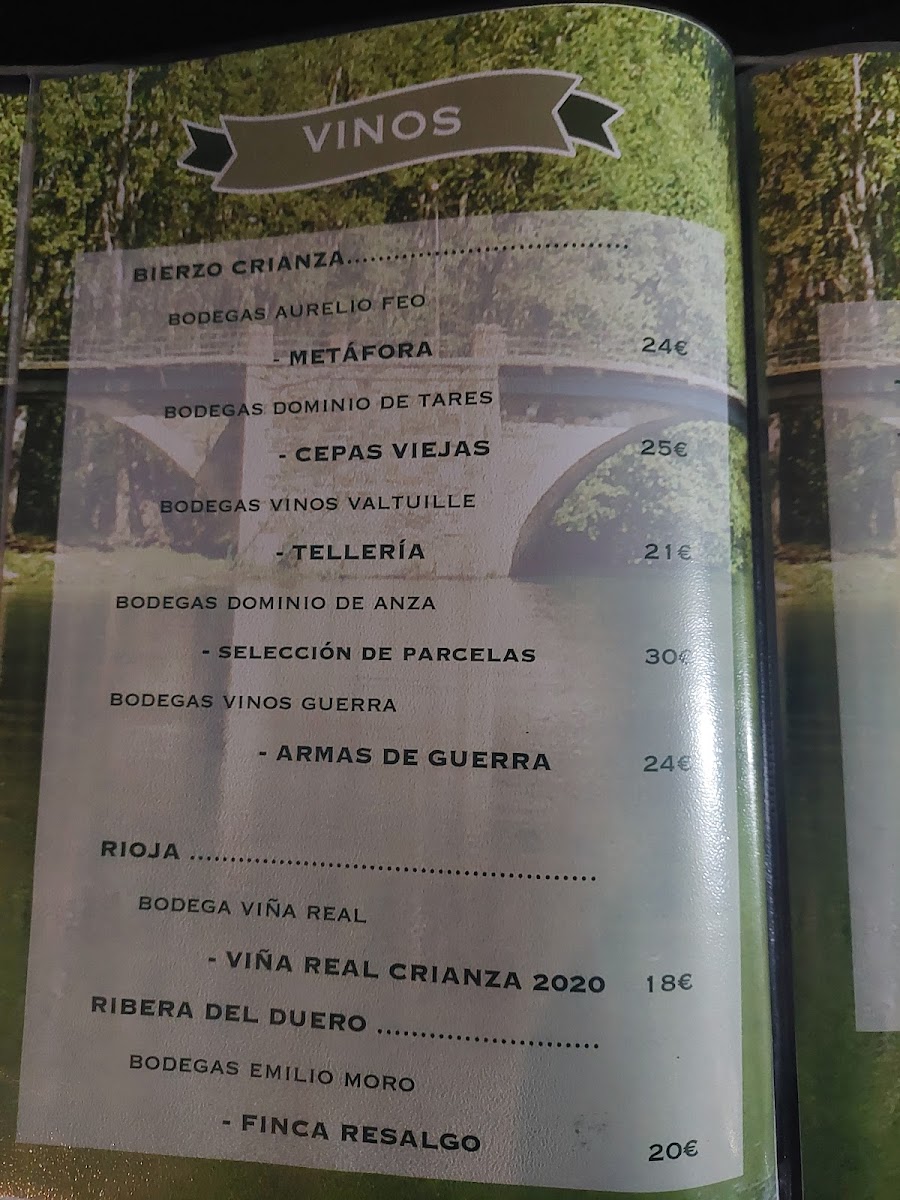 VINOS
BIERZO CRIANZA..................................
BODEGAS AURELIO FEO
- METÁFORA 24€
BODEGAS DOMINIO DE TARES
- CEPAS VIEJAS 25€
BODEGAS VINOS VALTUILLE
- TELLERÍA 21€
BODEGAS DOMINIO DE ANZA
- SELECCIÓN DE PARCELAS 30€
BODEGAS VINOS GUERRA
- ARMAS DE GUERRA 24€
RIOJA ................................................
BODEGA VIÑA REAL
- VIÑA REAL CRIANZA 2020 18€
RIBERA DEL DUERO ..........................
BODEGAS EMILIO MORO
- FINCA RESALGO 20€